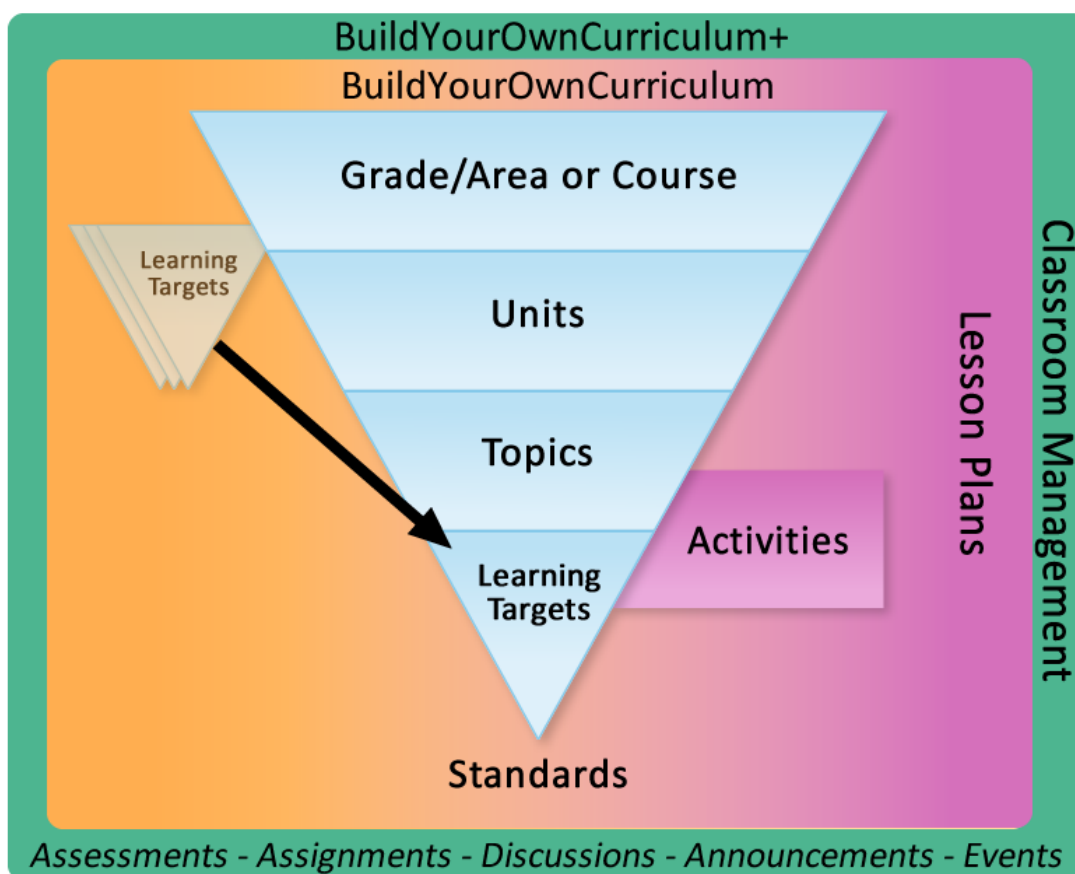 BuildYourOwnCurriculum+
BuildYourOwnCurriculum
Grade/Area or Course
Learning
Targets
Units
Topics
Activities
Learning
Targets
Standards
Lesson Plans
Classroom Management
Assessments - Assignments - Discussions - Announcements - Events